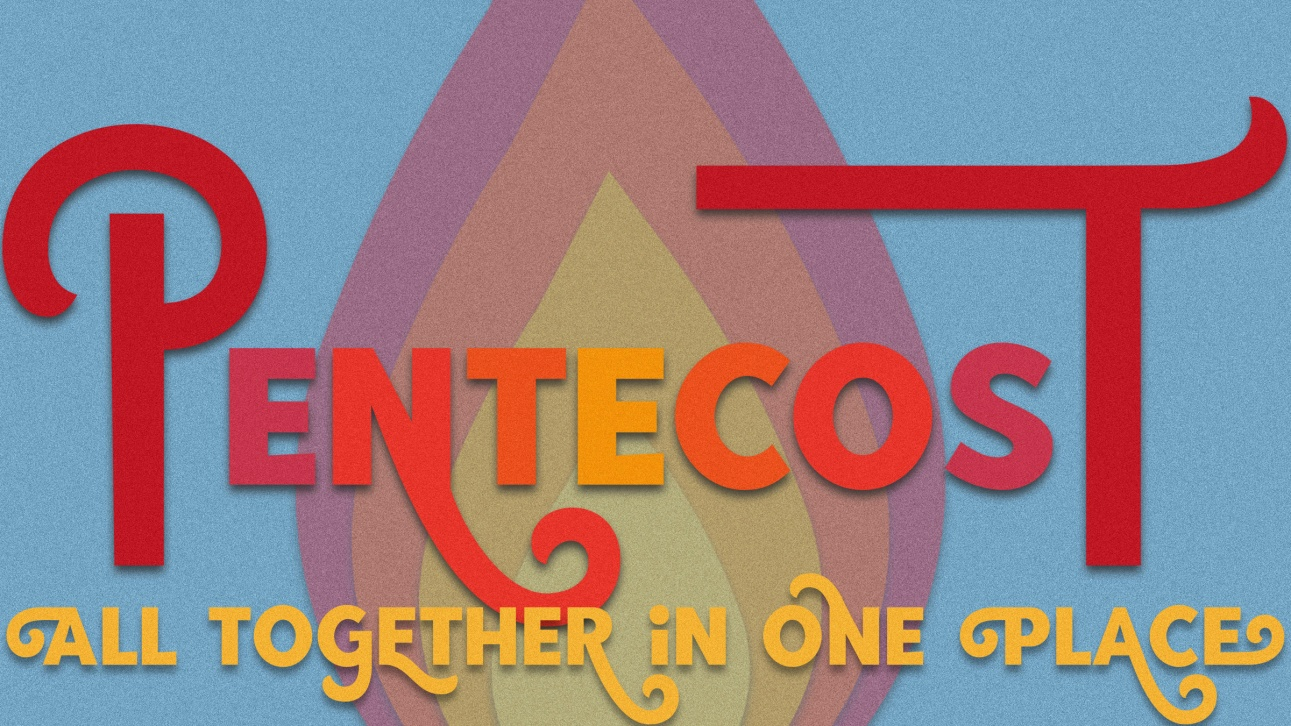 PENTECOST
ALL TOGETHER iN ONE PLACE